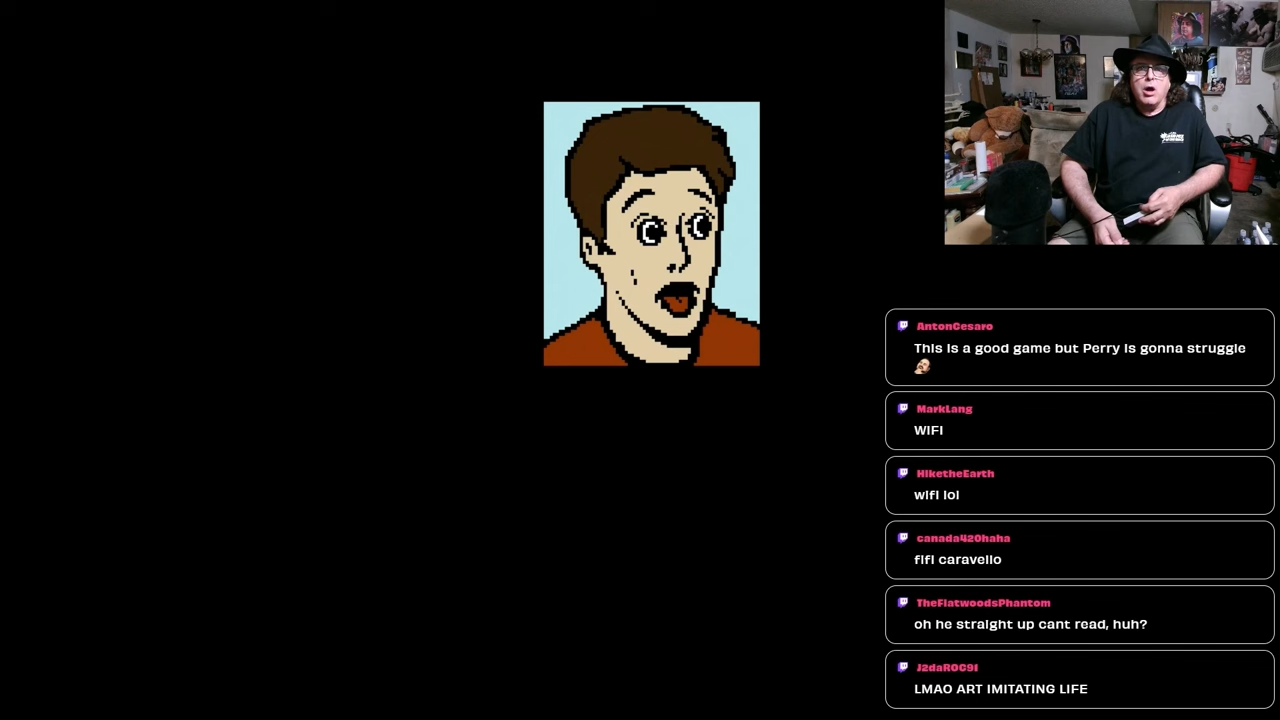 AntonCesaro
This is a good game but Perry is gonna struggle
MarkLang
WIFI
HiketheEarth
wifi lol
canada420haha
fifi caravello
TheFlatwoodsPhantom
oh he straight up cant read, huh?
J2daROC91
LMAO ART IMITATING LIFE